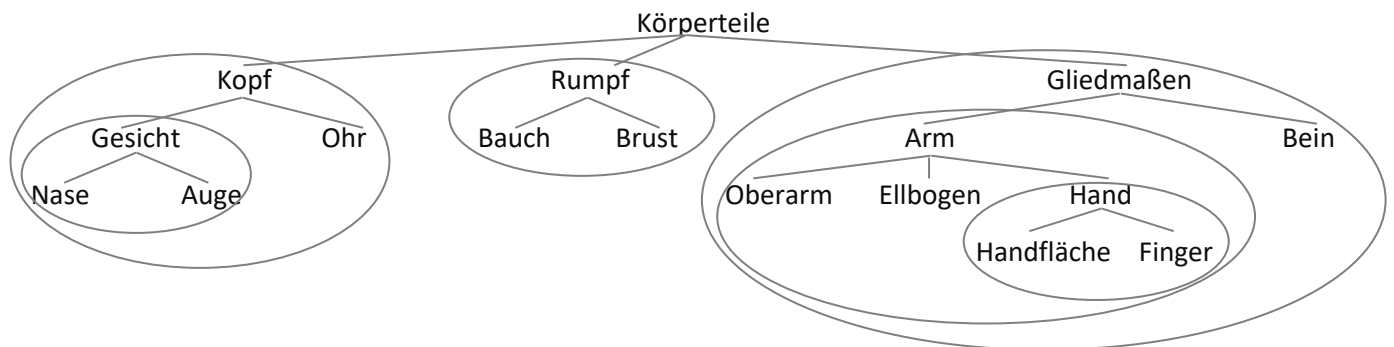 Körperteile
Kopf Rumpf Gliedmaßen
Gesicht Ohr Bauch Brust Arm Bein
Nase Auge Oberarm Ellbogen Hand
Handfläche Finger